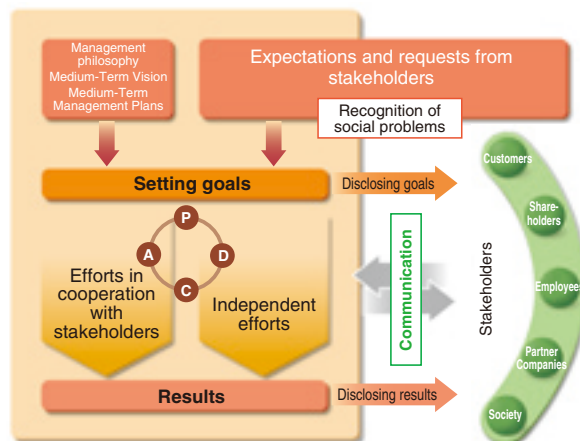 Management
philosophy
Medium-Term Vision
Medium-Term
Management Plans
Expectations and requests from
stakeholders
Recognition of
social problems
Setting goals
Disclosing goals
P
A
D
C
Efforts in
cooperation
with
stakeholders
Independent
efforts
Communication
Stakeholders
Customers
Share-
holders
Employees
Partner
Companies
Society
Results
Disclosing results